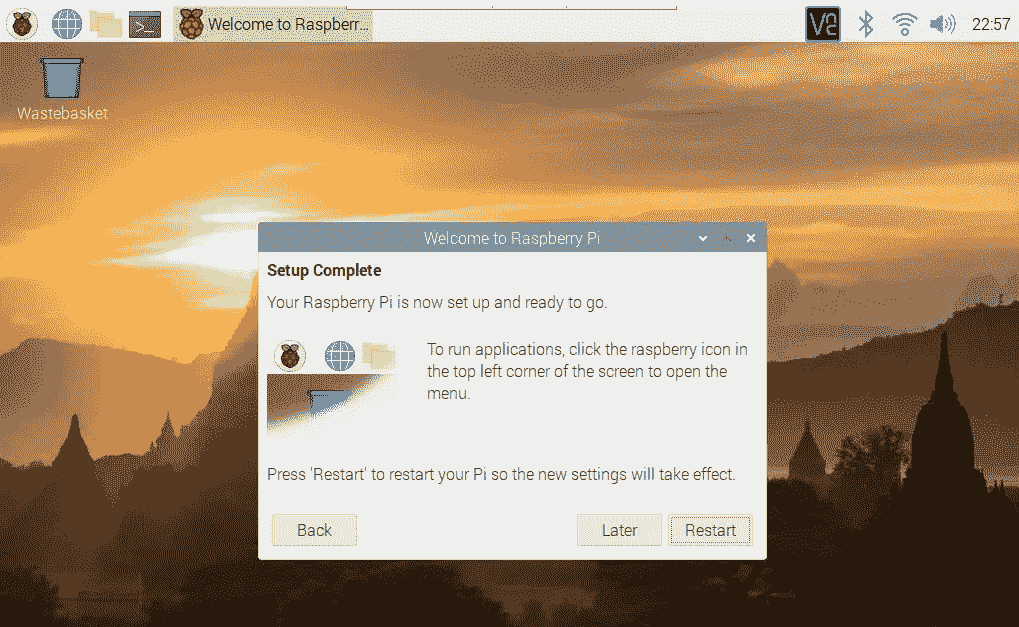 Welcome to Raspberr...
VNC
22:57
Wastebasket
Welcome to Raspberry Pi
Setup Complete
Your Raspberry Pi is now set up and ready to go.
To run applications, click the raspberry icon in
the top left corner of the screen to open the
menu.
Press 'Restart' to restart your Pi so the new settings will take effect.
Back
Later
Restart